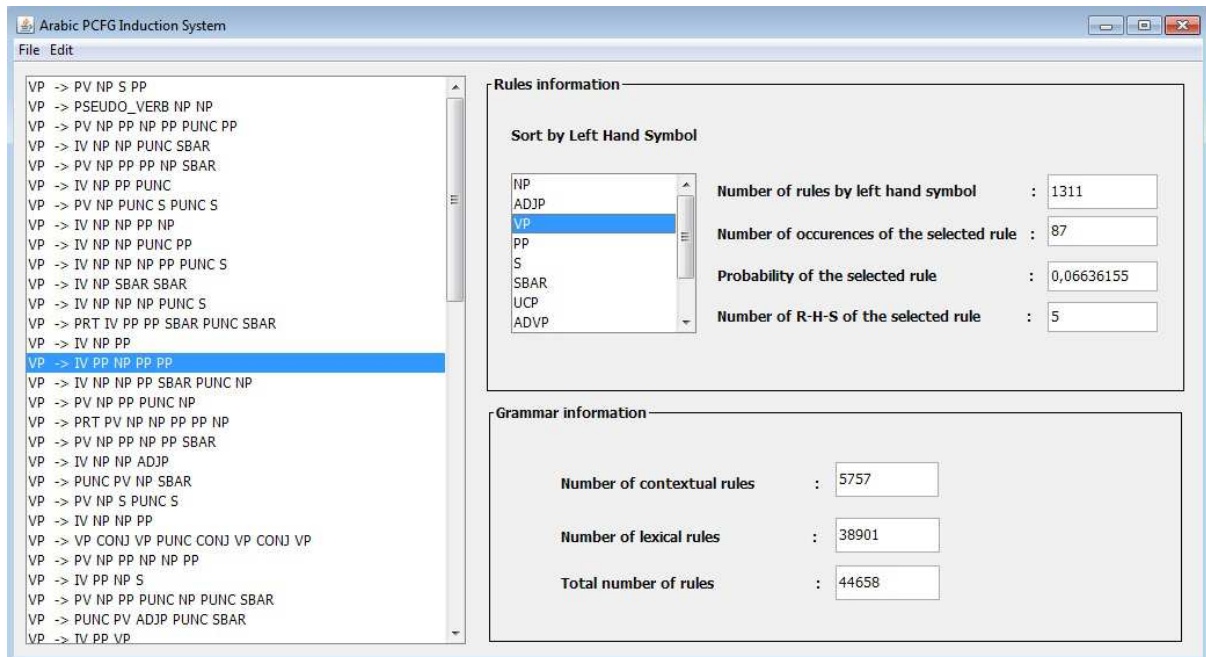 Arabic PCFG Induction System
File Edit
VP -> PV NP S PP
VP -> PSEUDO_VERB NP NP
VP -> PV NP PP NP PP PUNC PP
VP -> IV NP NP PUNC SBAR
VP -> PV NP PP PP NP SBAR
VP -> IV NP PP PUNC
VP -> PV NP PUNC S PUNC S
VP -> IV NP NP PP NP
VP -> IV NP NP PUNC PP
VP -> IV NP NP NP PP PUNC S
VP -> IV NP SBAR SBAR
VP -> IV NP NP NP PUNC S
VP -> PRT IV PP PP SBAR PUNC SBAR
VP -> IV NP PP
VP -> IV PP NP PP PP
VP -> IV NP NP PP SBAR PUNC NP
VP -> PV NP PP PUNC NP
VP -> PRT PV NP NP PP PP NP
VP -> PV NP PP NP PP SBAR
VP -> IV NP NP ADJP
VP -> PUNC PV NP SBAR
VP -> PV NP S PUNC S
VP -> IV NP NP PP
VP -> VP CONJ VP PUNC CONJ VP CONJ VP
VP -> PV NP PP NP NP PP
VP -> IV PP NP S
VP -> PV NP PP PUNC NP PUNC SBAR
VP -> PUNC PV ADJP PUNC SBAR
VP -> IV PP VP
Rules information
Sort by Left Hand Symbol
NP
ADJP
VP
PP
S
SBAR
UCP
ADVP
Number of rules by left hand symbol : 1311
Number of occurences of the selected rule : 87
Probability of the selected rule : 0,06636155
Number of R-H-S of the selected rule : 5
Grammar information
Number of contextual rules : 5757
Number of lexical rules : 38901
Total number of rules : 44658